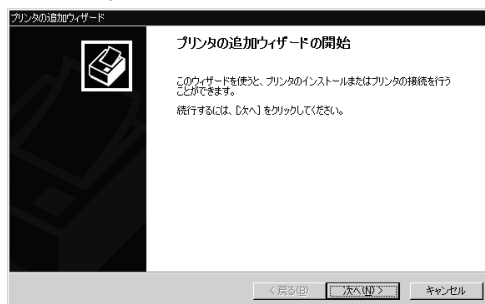 プリンタの追加ウィザード
プリンタの追加ウィザードの開始
このウィザードを使うと、プリンタのインストールまたはプリンタの接続を行う
ことができます。
続行するには、[次へ] をクリックしてください。
< 戻る(B)
次へ(N) >
キャンセル